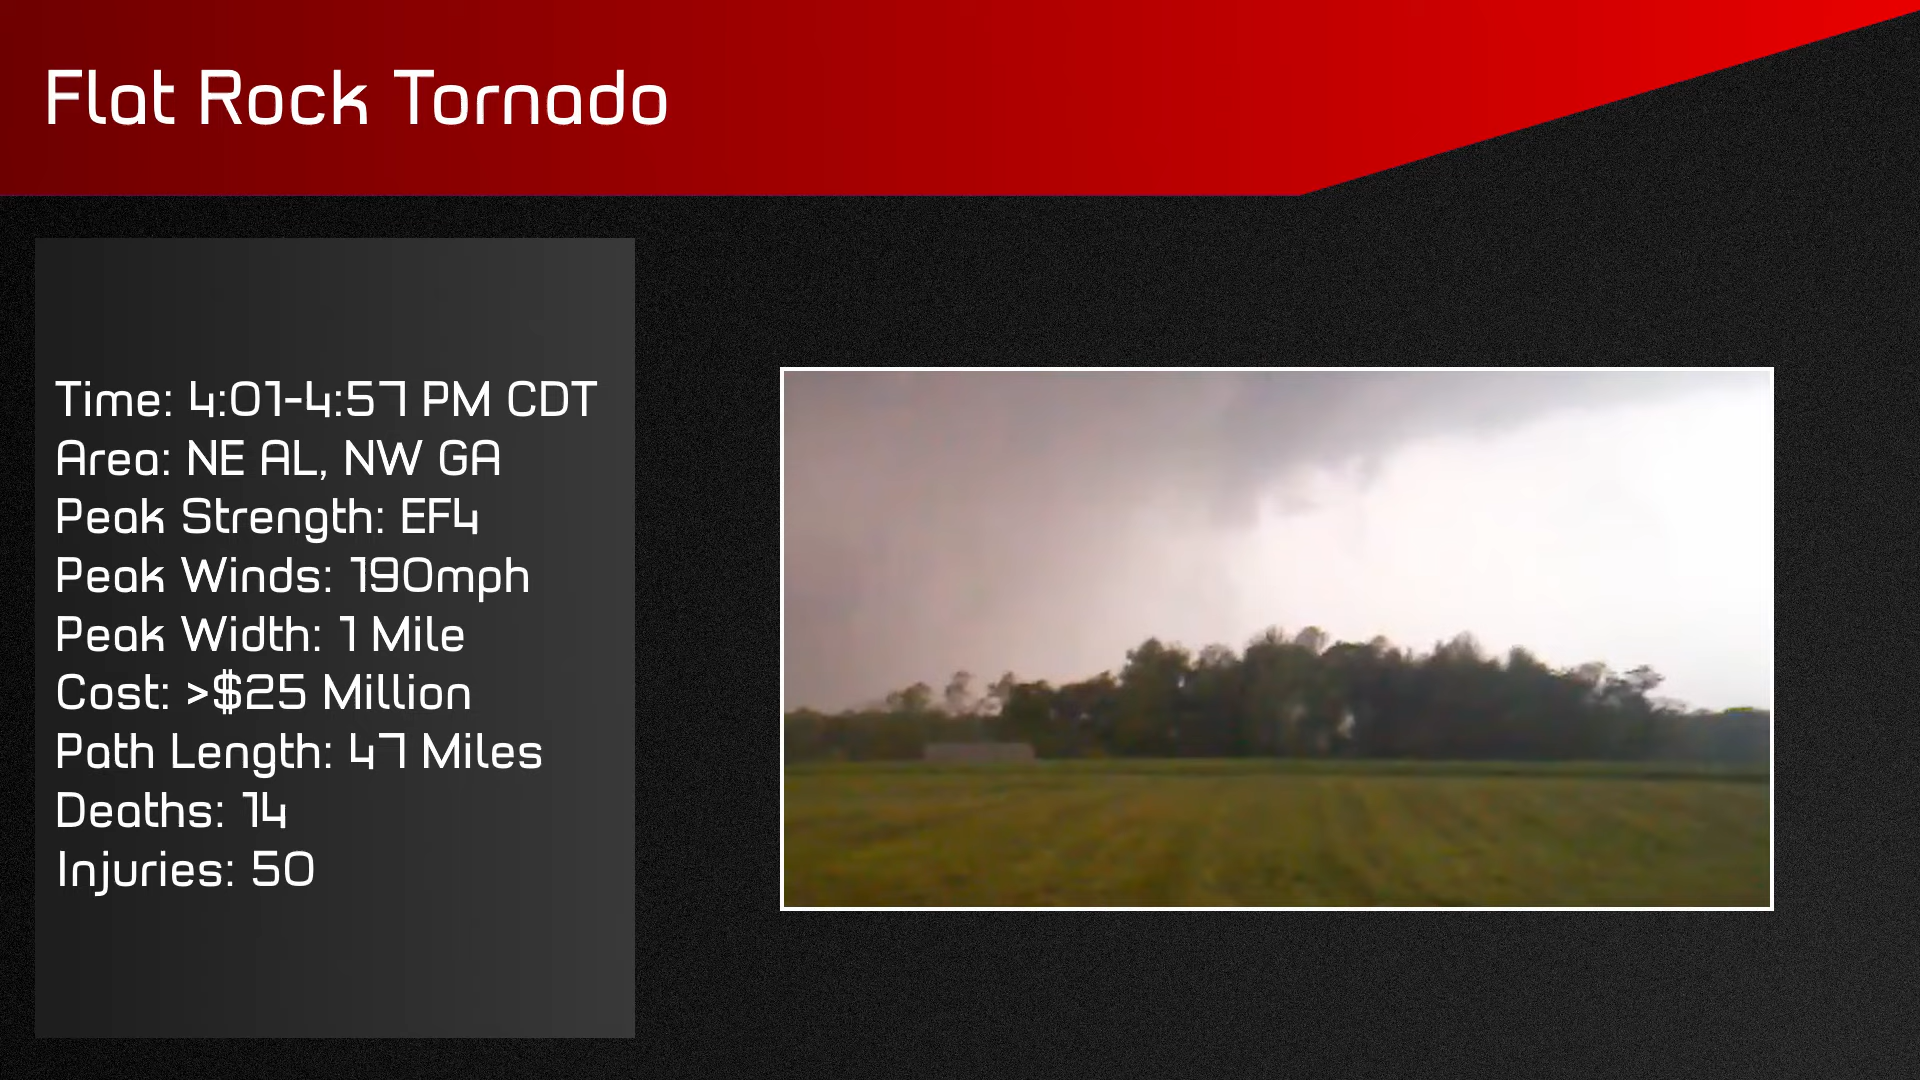 Flat Rock Tornado
Time: 4:01-4:57 PM CDT
Area: NE AL, NW GA
Peak Strength: EF4
Peak Winds: 190mph
Peak Width: 1 Mile
Cost: >$25 Million
Path Length: 47 Miles
Deaths: 14
Injuries: 50